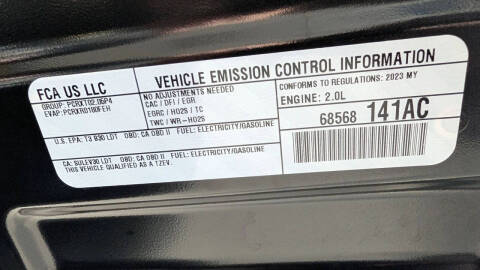 VEHICLE EMISSION CONTROL INFORMATION
FCA US LLC
GROUP: PCRXT02.05P4
EVAP: PCRXR0180FEH
NO ADJUSTMENTS NEEDED
CAC / DFI / EGR
EGRC / HO2S / TC
TWC / WR-HO2S
CONFORMS TO REGULATIONS: 2023 MY
ENGINE: 2.0L
68568 141AC
U.S. EPA: T3 B30 LDT OBD: CA OBD II FUEL: ELECTRICITY/GASOLINE
CA: SULEV30 LDT OBD: CA OBD II FUEL: ELECTRICITY/GASOLINE
THIS VEHICLE QUALIFIED AS A TZEV.